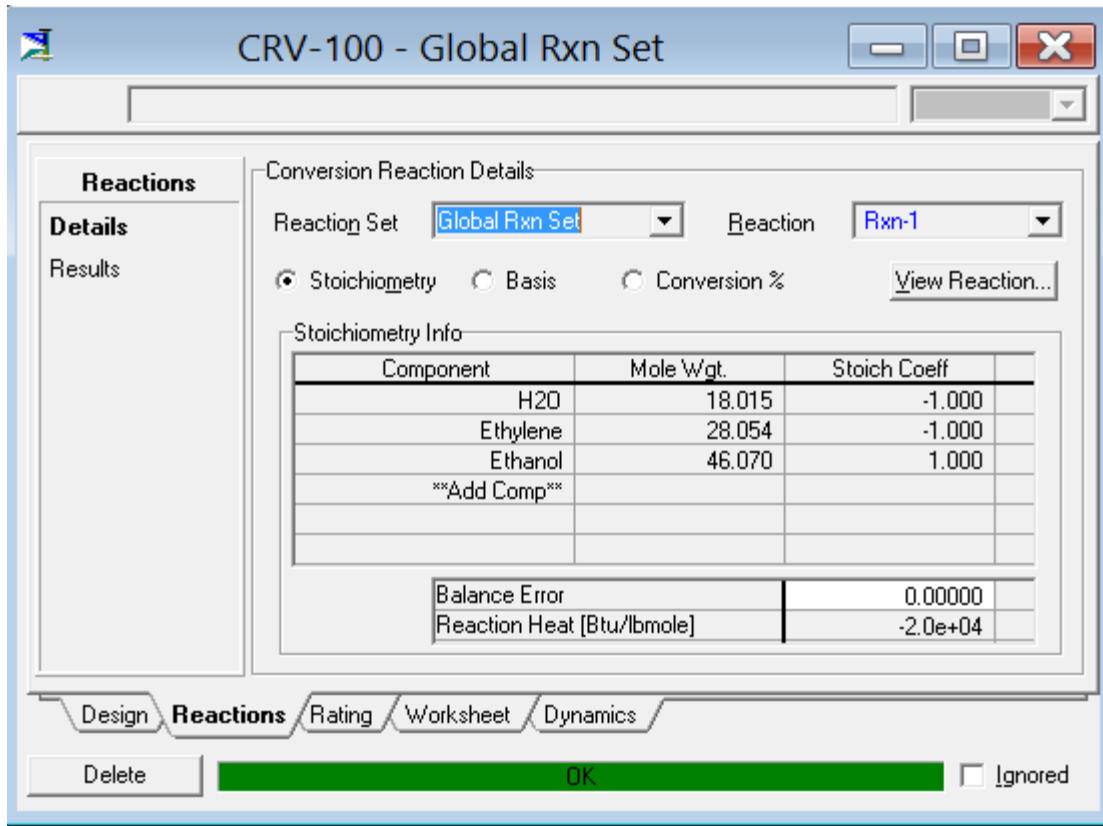 CRV-100 - Global Rxn Set
Reactions
Details
Results
Conversion Reaction Details
Reaction Set Global Rxn Set Reaction Rxn-1
Stoichiometry Basis Conversion % View Reaction...
Stoichiometry Info
Component Mole Wgt. Stoich Coeff
H2O 18.015 -1.000
Ethylene 28.054 -1.000
Ethanol 46.070 1.000
**Add Comp**
Balance Error 0.00000
Reaction Heat [Btu/lbmole] -2.0e+04
Design Reactions Rating Worksheet Dynamics
Delete OK Ignored